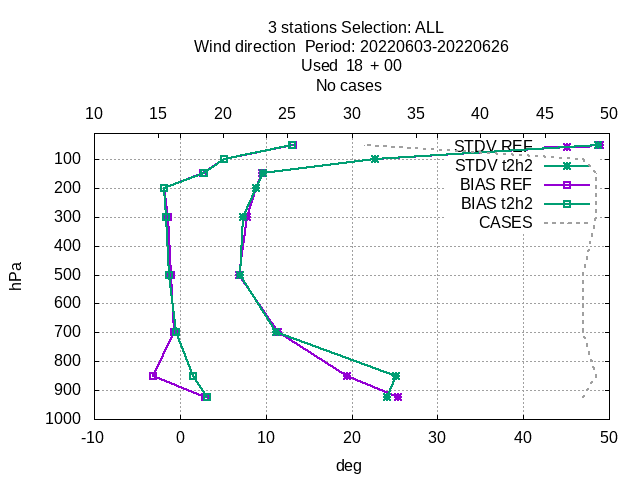 3 stations Selection: ALL
Wind direction  Period: 20220603-20220626
Used  18  + 00
No cases
10 15 20 25 30 35 40 45 50
STDV REF
100
STDV t2h2
200
BIAS REF
BIAS t2h2
300
CASES
400
hPa
500
600
700
800
900
1000
-10 0 10 20 30 40 50
deg